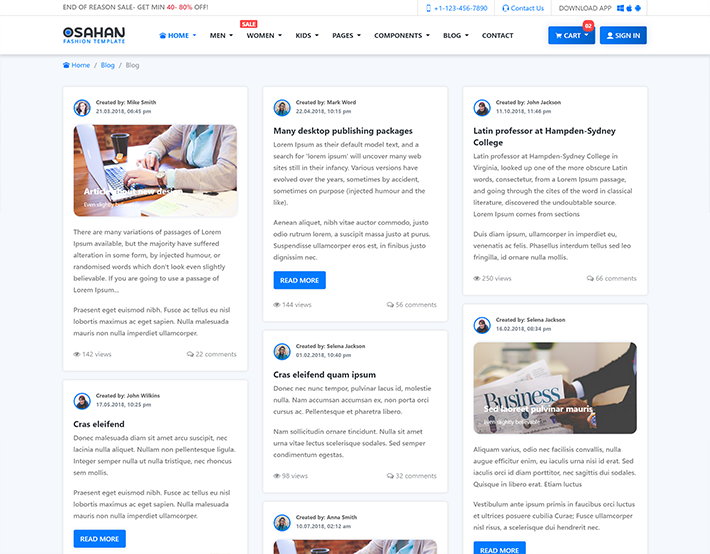 END OF REASON SALE- GET MIN 40- 80% OFF!
+1-123-456-7890
Contact Us
DOWNLOAD APP
OSAHAN
FASHION TEMPLATE
HOME
MEN
SALE
WOMEN
KIDS
PAGES
COMPONENTS
BLOG
CONTACT
CART
02
SIGN IN
Home / Blog / Blog
Created by: Mike Smith
21.03.2018, 06:45 pm
Article about new design
Even slightly believable.
There are many variations of passages of Lorem
Ipsum available, but the majority have suffered
alteration in some form, by injected humour, or
randomised words which don't look even slightly
believable. If you are going to use a passage of
Lorem Ipsum...
Praesent eget euismod nibh. Fusce ac tellus eu nisl
lobortis maximus ac eget sapien. Nulla malesuada
mauris non nulla imperdiet ullamcorper.
142 views
22 comments
Created by: John Wilkins
17.05.2018, 10:25 pm
Cras eleifend
Donec malesuada diam sit amet arcu suscipit, nec
lacinia nulla aliquet. Nullam non pellentesque ligula.
Integer semper nulla ut nulla tristique, nec rhoncus
sem mollis.
Praesent eget euismod nibh. Fusce ac tellus eu nisl
lobortis maximus ac eget sapien. Nulla malesuada
mauris non nulla imperdiet ullamcorper.
READ MORE
Created by: Mark Word
22.04.2018, 10:15 pm
Many desktop publishing packages
Lorem Ipsum as their default model text, and a
search for 'lorem ipsum' will uncover many web
sites still in their infancy. Various versions have
evolved over the years, sometimes by accident,
sometimes on purpose (injected humour and the
like).
Aenean aliquet, nibh vitae auctor commodo, justo
odio rutrum lorem, a suscipit massa justo at purus.
Suspendisse ullamcorper eros est, in finibus justo
dignissim nec.
READ MORE
144 views
56 comments
Created by: Selena Jackson
01.02.2018, 10:40 pm
Cras eleifend quam ipsum
Donec nec nunc tempor, pulvinar lacus id, molestie
nulla. Nam accumsan accumsan ex, non porta orci
cursus ac. Pellentesque et pharetra libero.
Nam sollicitudin ornare tincidunt. Nulla sit amet
urna vitae lectus scelerisque sodales. Sed semper
condimentum egestas.
98 views
32 comments
Created by: Anna Smith
10.07.2018, 02:12 am
Created by: John Jackson
11.10.2018, 11:46 pm
Latin professor at Hampden-Sydney
College
Latin professor at Hampden-Sydney College in
Virginia, looked up one of the more obscure Latin
words, consectetur, from a Lorem Ipsum passage,
and going through the cites of the word in classical
literature, discovered the undoubtable source.
Lorem Ipsum comes from sections
Duis diam ipsum, ullamcorper in imperdiet eu,
venenatis ac felis. Phasellus interdum tellus sed leo
fringilla, id ornare nulla mollis.
250 views
66 comments
Created by: Selena Jackson
16.02.2018, 08:34 pm
Business
Sed laoreet pulvinar mauris
Even slightly believable.
Aliquam varius, odio nec facilisis convallis, nulla
augue efficitur enim, eu iaculis urna nisi id erat. Sed
iaculis orci id diam porttitor, nec sagittis dui sodales.
Quisque in libero erat. Etiam luctus
Vestibulum ante ipsum primis in faucibus orci luctus
et ultrices posuere cubilia Curae; Fusce ullamcorper
nisl risus, a scelerisque dui hendrerit nec.
READ MORE